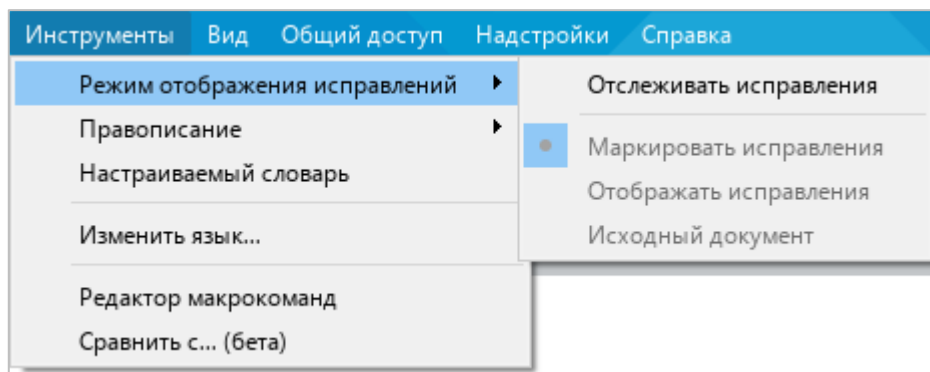 Инструменты Вид Общий доступ Надстройки Справка
Режим отображения исправлений
Правописание
Настраиваемый словарь
Изменить язык...
Редактор макрокоманд
Сравнить с... (бета)
Отслеживать исправления
Маркировать исправления
Отображать исправления
Исходный документ